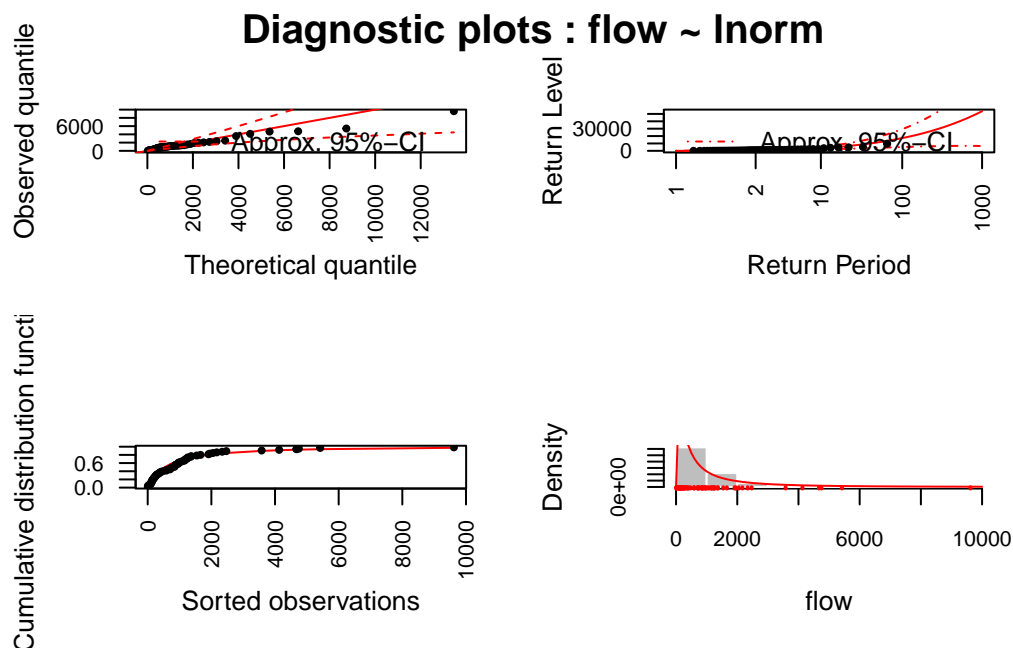 Diagnostic plots : flow ~ lnorm
Observed quantile
6000
0
Approx. 95%−CI
0
2000
4000
6000
8000
10000
12000
Theoretical quantile
Return Level
30000
0
Approx. 95%−CI
1
2
10
100
1000
Return Period
Cumulative distribution functi
0.6
0.0
0
2000
4000
6000
8000
10000
Sorted observations
Density
0e+00
0
2000
6000
10000
flow